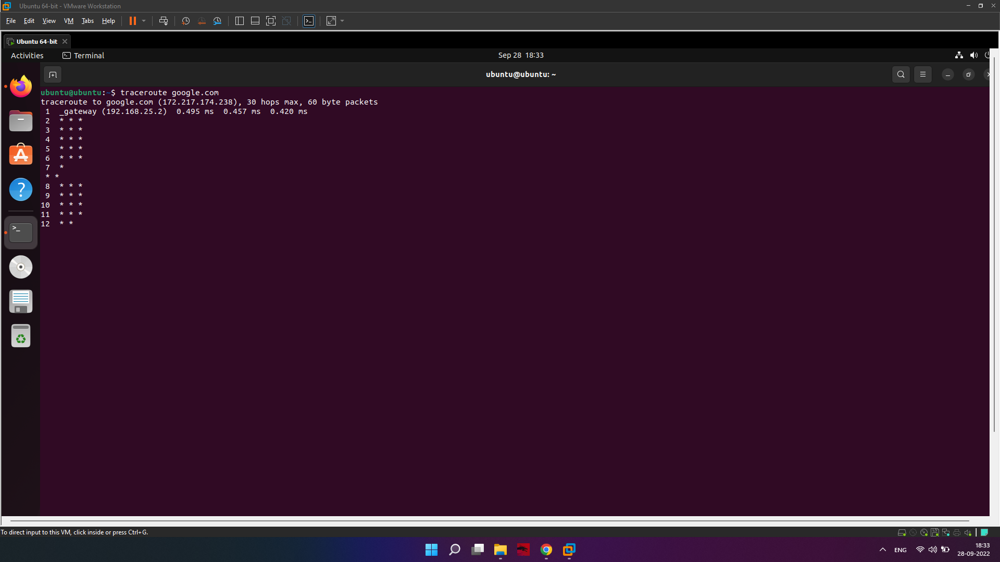 Ubuntu 64-bit - VMware Workstation
File Edit View VM Tabs Help
Ubuntu 64-bit
Activities Terminal Sep 28 18:33
ubuntu@ubuntu: ~
ubuntu@ubuntu:~$ traceroute google.com
traceroute to google.com (172.217.174.238), 30 hops max, 60 byte packets
 1  _gateway (192.168.25.2)  0.495 ms  0.457 ms  0.420 ms
 2  * * *
 3  * * *
 4  * * *
 5  * * *
 6  * * *
 7  *
 * *
 8  * * *
 9  * * *
10  * * *
11  * * *
12  * *
To direct input to this VM, click inside or press Ctrl+G.
ENG
18:33
28-09-2022